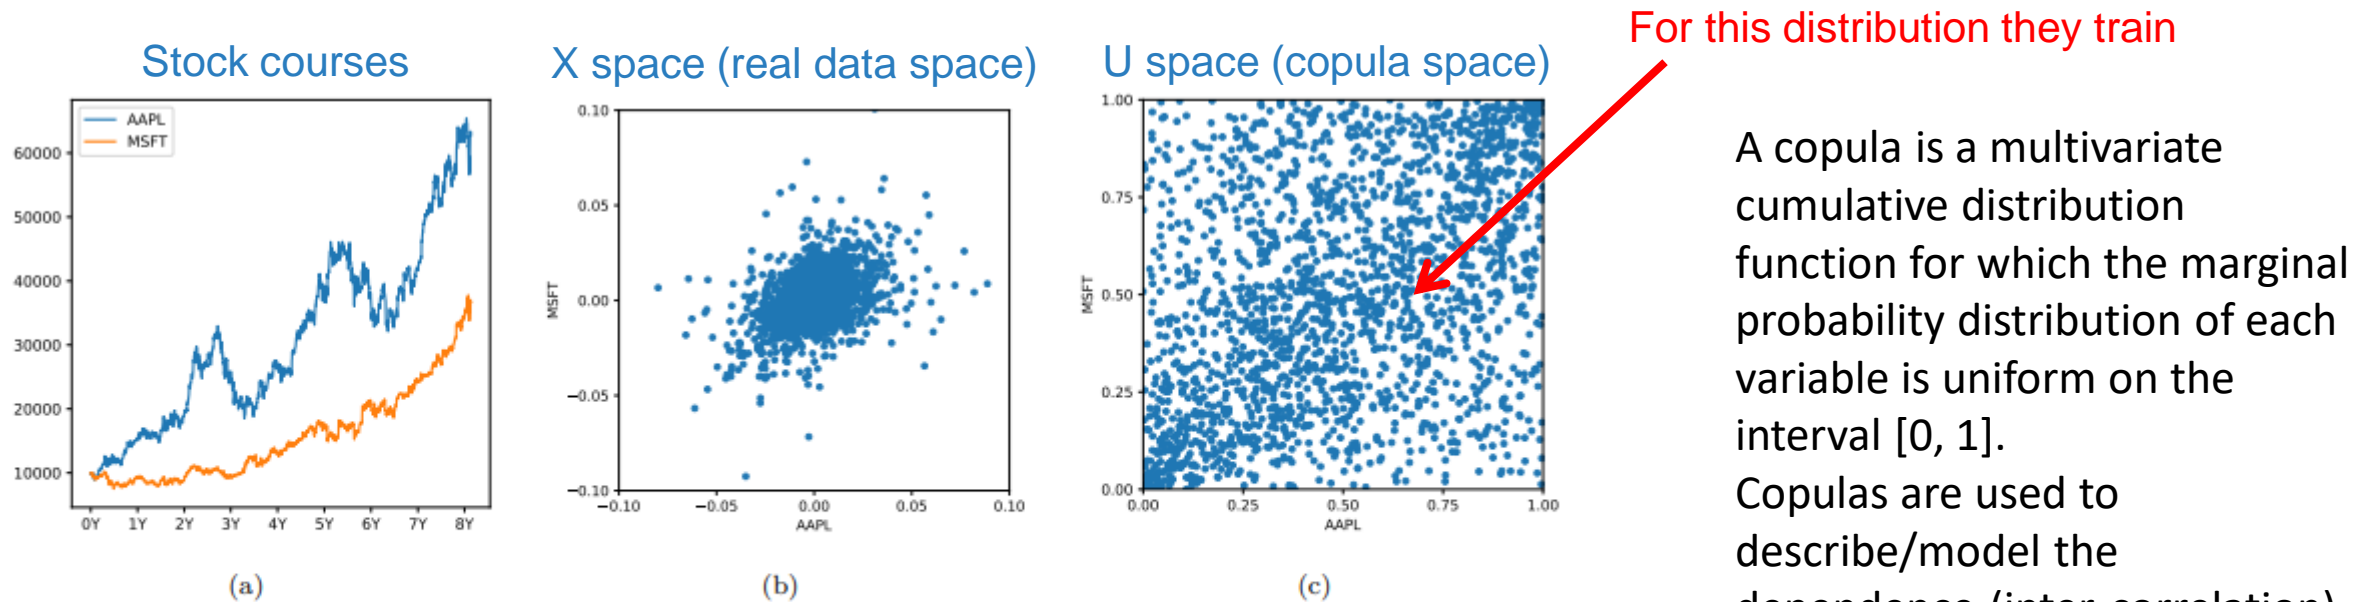 Stock courses
AAPL
MSFT
60000
50000
40000
30000
20000
10000
0Y 1Y 2Y 3Y 4Y 5Y 6Y 7Y 8Y
(a)
X space (real data space)
0.10
0.05
0.00
−0.05
−0.10
MSFT
−0.10 −0.05 0.00 0.05 0.10
AAPL
(b)
U space (copula space)
1.00
0.75
0.50
0.25
0.00
MSFT
0.00 0.25 0.50 0.75 1.00
AAPL
(c)
For this distribution they train
A copula is a multivariate
cumulative distribution
function for which the marginal
probability distribution of each
variable is uniform on the
interval [0, 1].
Copulas are used to
describe/model the
dependence (inter-correlation)